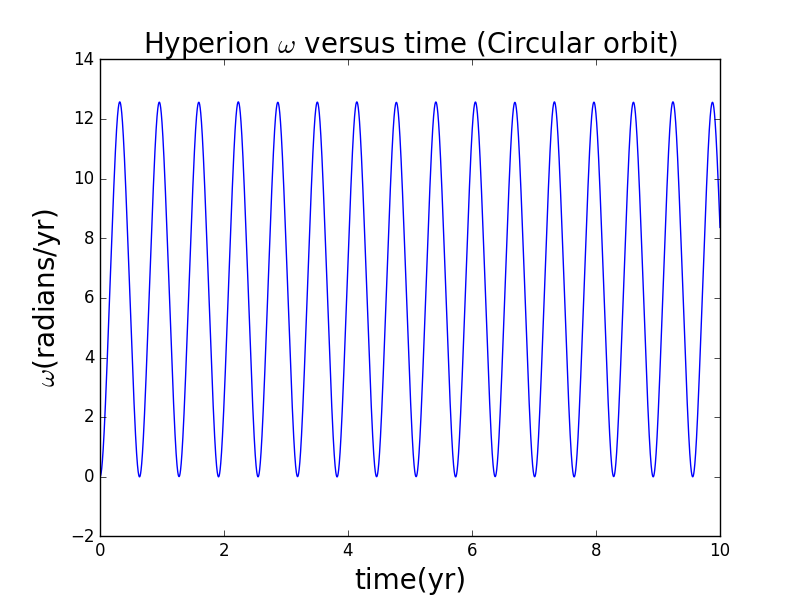 Hyperion ω versus time (Circular orbit)
14
12
10
8
6
4
2
0
−2
ω(radians/yr)
0 2 4 6 8 10
time(yr)